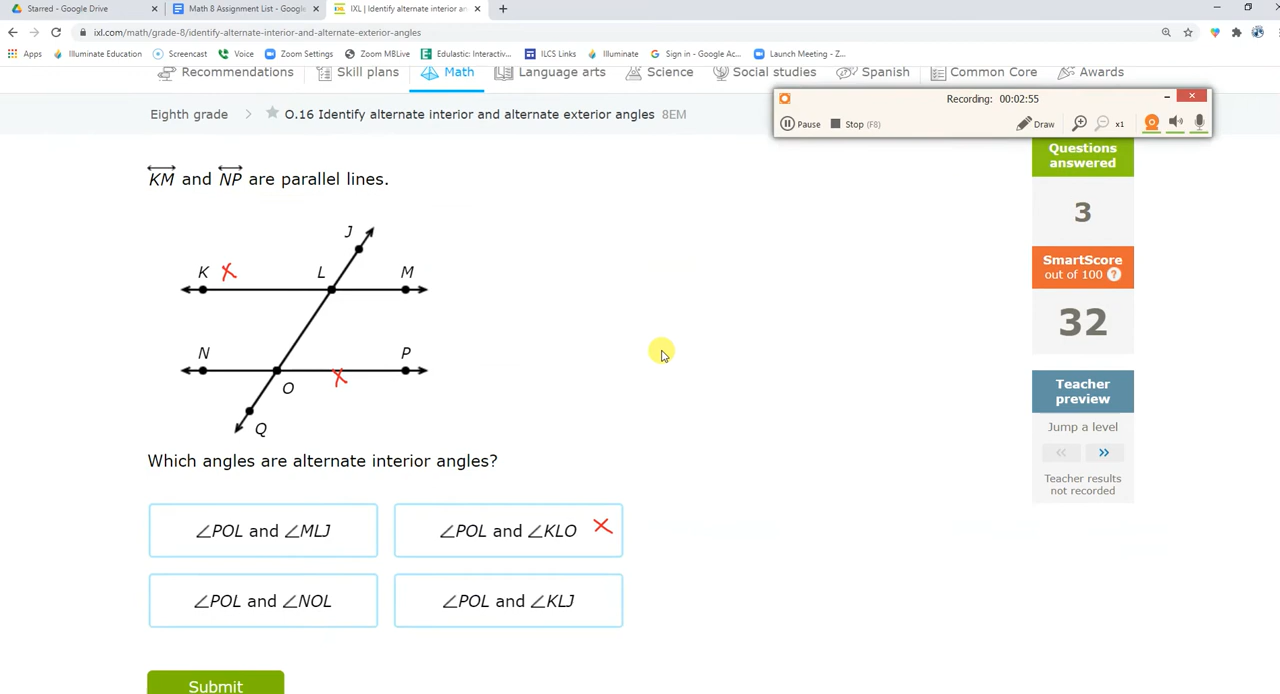 Starred - Google Drive × Math 8 Assignment List - Google × IXL | Identify alternate interior an × +
ixl.com/math/grade-8/identify-alternate-interior-and-alternate-exterior-angles
Apps Illuminate Education Screencast Voice Zoom Settings Zoom MBLive Edulastic: Interactiv... ILCS Links Illuminate Sign in - Google Ac... Launch Meeting - Z...
Recommendations Skill plans Math Language arts Science Social studies Spanish Common Core Awards
Eighth grade > O.16 Identify alternate interior and alternate exterior angles 8EM
Recording: 00:02:55
Pause Stop (F8) Draw x1
KM and NP are parallel lines.
J
K X L M
N P
X
O
Q
Which angles are alternate interior angles?
∠POL and ∠MLJ
∠POL and ∠KLO X
∠POL and ∠NOL
∠POL and ∠KLJ
Submit
Questions
answered
3
SmartScore
out of 100 ?
32
Teacher
preview
Jump a level
<< >>
Teacher results
not recorded